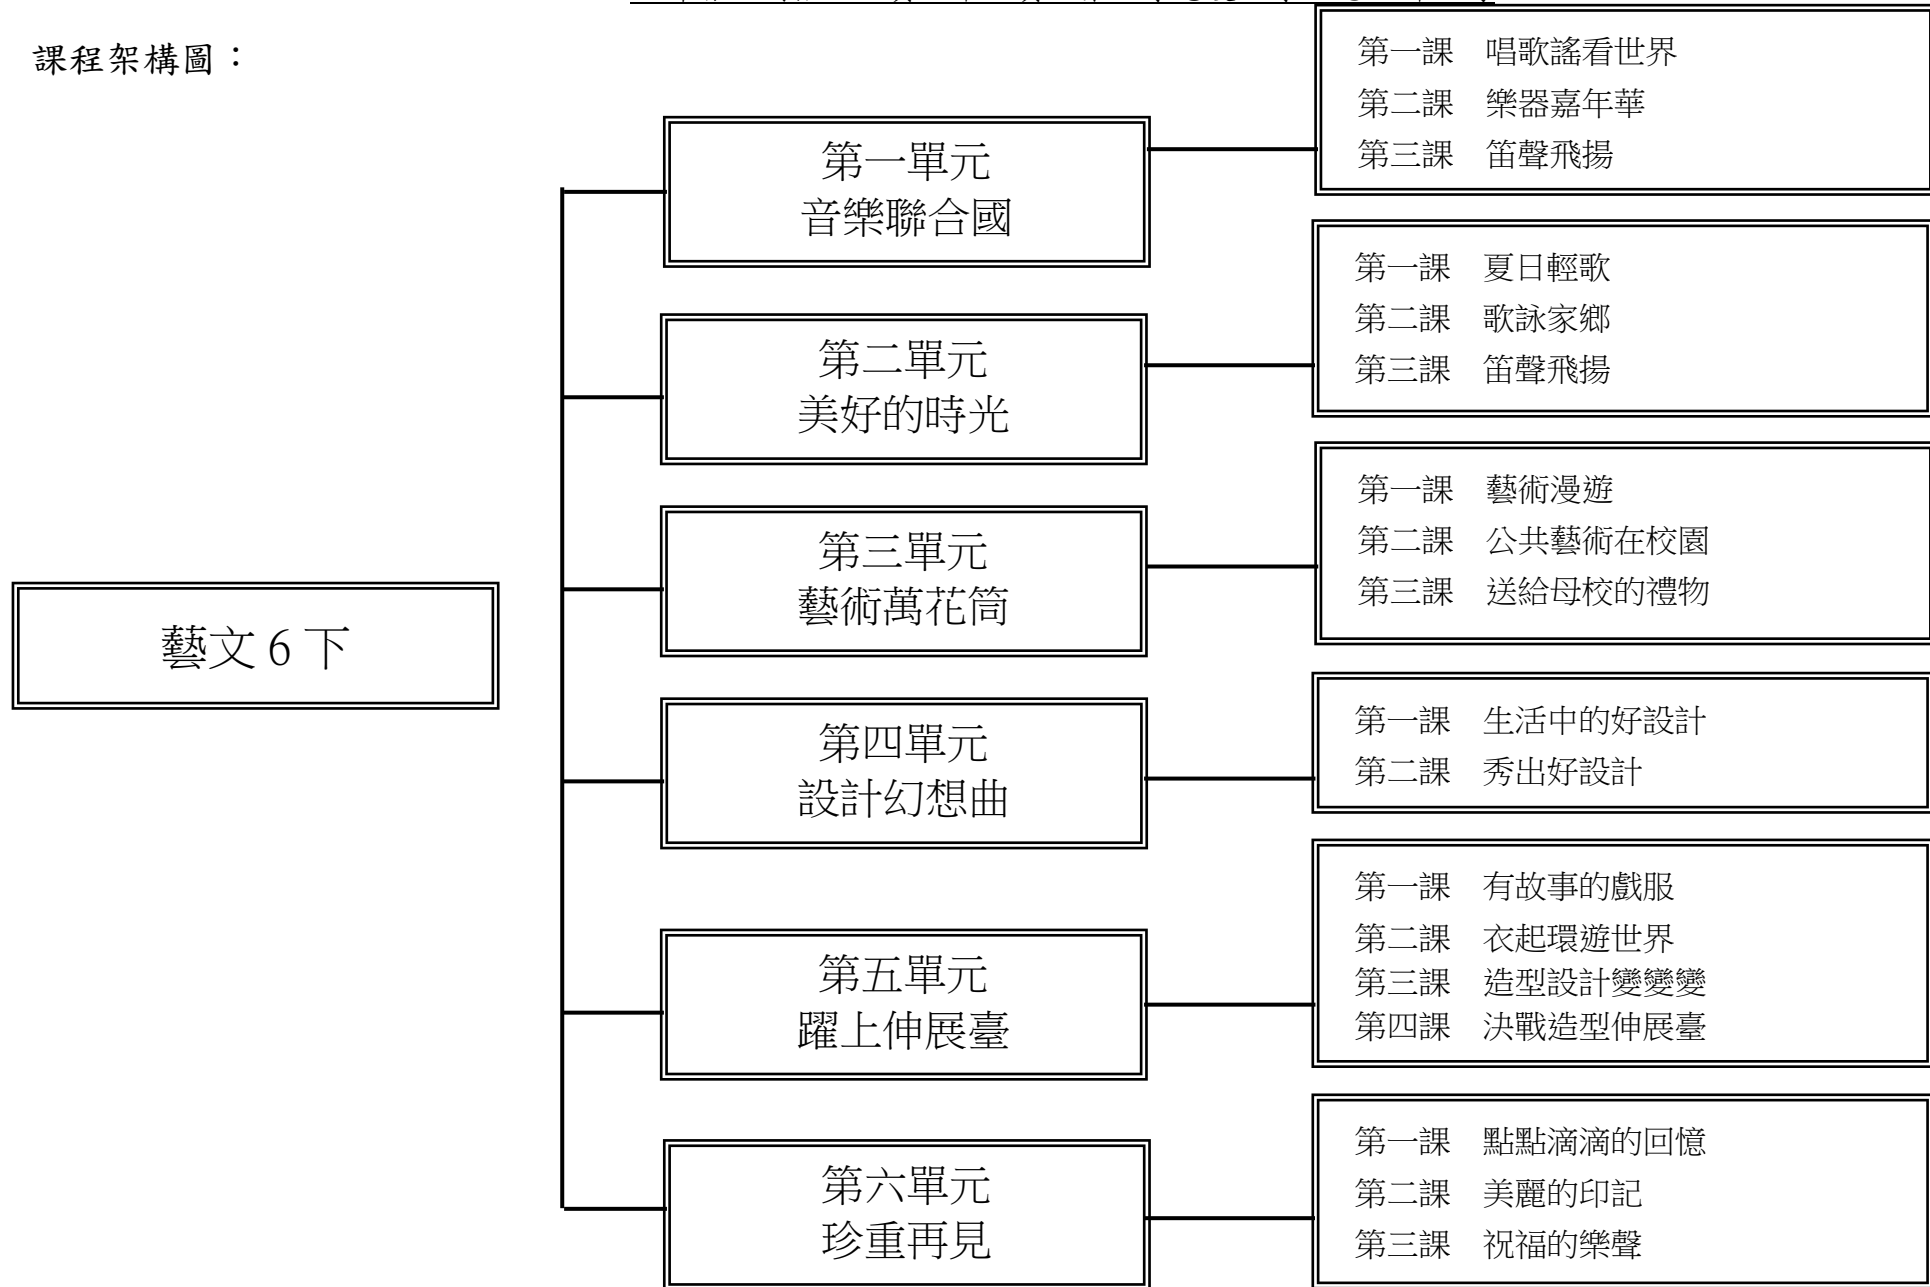 課程架構圖：
藝文6下
第一單元
音樂聯合國
第一課 唱歌謠看世界
第二課 樂器嘉年華
第三課 笛聲飛揚
第二單元
美好的時光
第一課 夏日輕歌
第二課 歌詠家鄉
第三課 笛聲飛揚
第三單元
藝術萬花筒
第一課 藝術漫遊
第二課 公共藝術在校園
第三課 送給母校的禮物
第四單元
設計幻想曲
第一課 生活中的好設計
第二課 秀出好設計
第五單元
躍上伸展臺
第一課 有故事的戲服
第二課 衣起環遊世界
第三課 造型設計變變變
第四課 決戰造型伸展臺
第六單元
珍重再見
第一課 點點滴滴的回憶
第二課 美麗的印記
第三課 祝福的樂聲